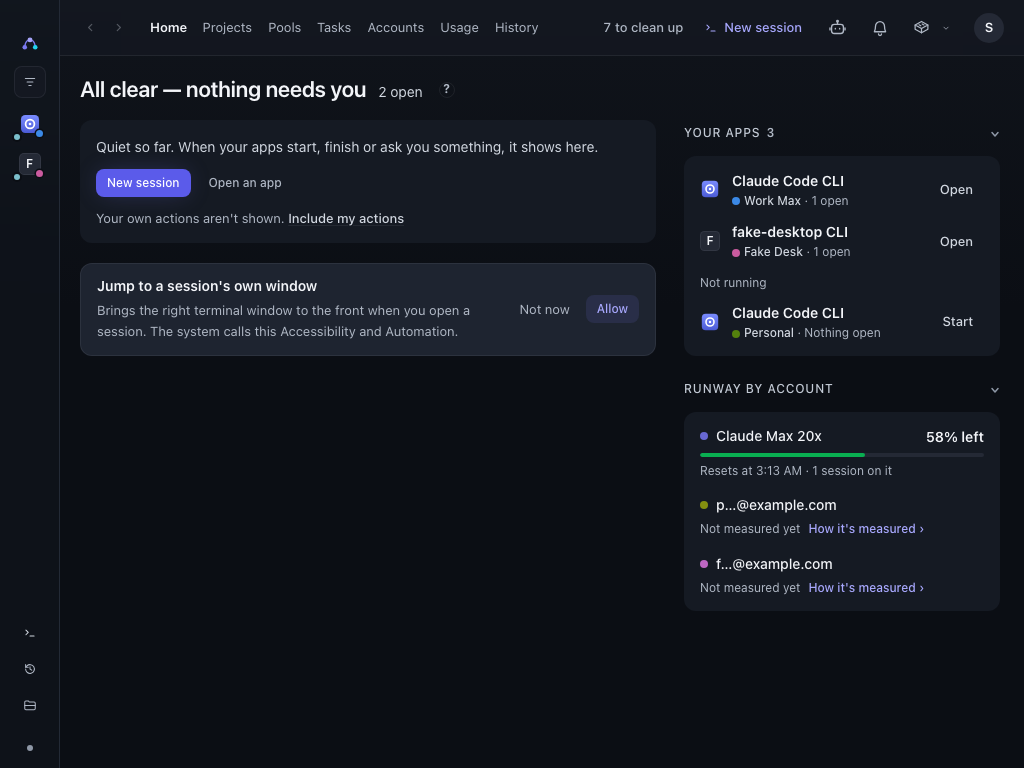 Home Projects Pools Tasks Accounts Usage History 7 to clean up New session S
F
All clear — nothing needs you 2 open ?
Quiet so far. When your apps start, finish or ask you something, it shows here.
New session Open an app
Your own actions aren't shown. Include my actions
Jump to a session's own window
Brings the right terminal window to the front when you open a
session. The system calls this Accessibility and Automation.
Not now Allow
YOUR APPS 3
Claude Code CLI
Work Max · 1 open
Open
F
fake-desktop CLI
Fake Desk · 1 open
Open
Not running
Claude Code CLI
Personal · Nothing open
Start
RUNWAY BY ACCOUNT
Claude Max 20x 58% left
Resets at 3:13 AM · 1 session on it
p...@example.com
Not measured yet How it's measured ›
f...@example.com
Not measured yet How it's measured ›